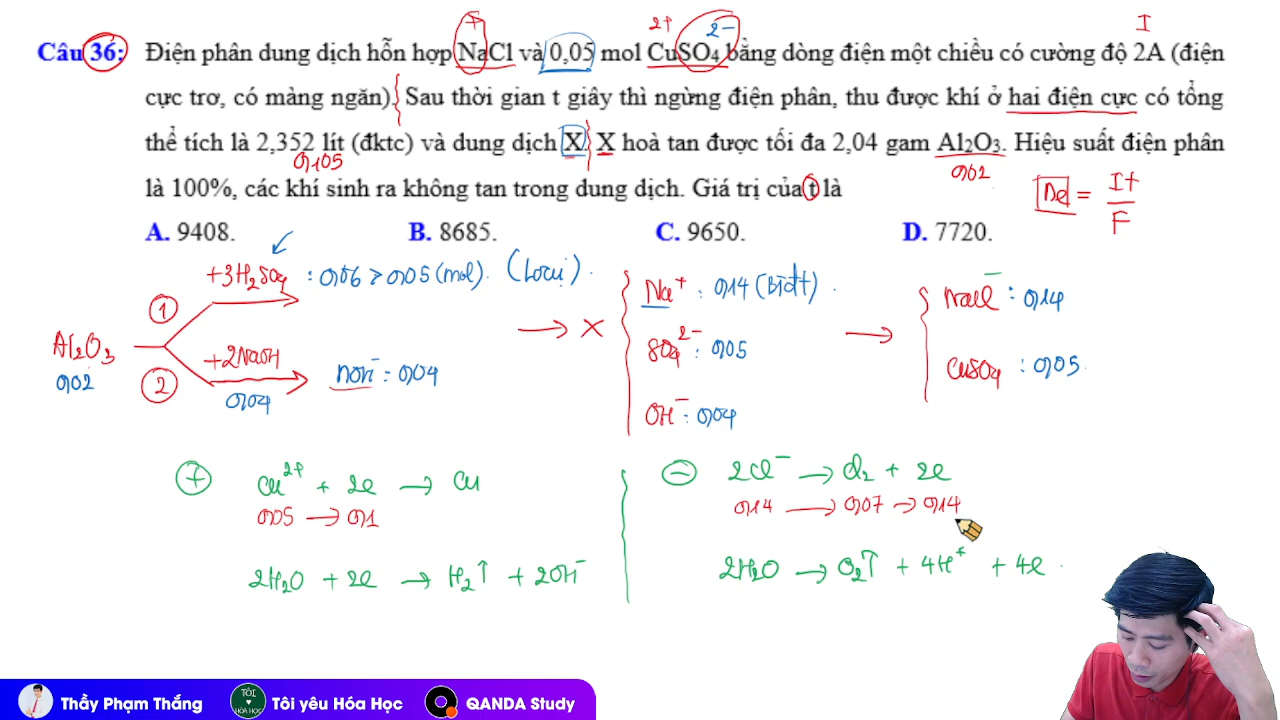 Câu 36: Điện phân dung dịch hỗn hợp NaCl và 0,05 mol CuSO₄ bằng dòng điện một chiều có cường độ 2A (điện
cực trơ, có màng ngăn). Sau thời gian t giây thì ngừng điện phân, thu được khí ở hai điện cực có tổng
thể tích là 2,352 lít (đktc) và dung dịch X. X hoà tan được tối đa 2,04 gam Al₂O₃. Hiệu suất điện phân
là 100%, các khí sinh ra không tan trong dung dịch. Giá trị của t là
A. 9408. B. 8685. C. 9650. D. 7720.
+ 2+ 2- I
0,105 0,02
ne = It / F
Al₂O₃ 0,02
① +3H₂SO₄ : 0,06 > 0,05 (mol). (Loại).
② +2NaOH 0,04
nOH⁻ = 0,04
→ X
Na⁺ : 0,14 (BTĐT).
SO₄²⁻ : 0,05
OH⁻ : 0,04
→
NaCl : 0,14
CuSO₄ : 0,05
(+) Cu²⁺ + 2e → Cu
0,05 → 0,1
2H₂O + 2e → H₂↑ + 2OH⁻
(−) 2Cl⁻ → Cl₂ + 2e
0,14 → 0,07 → 0,14
2H₂O → O₂↑ + 4H⁺ + 4e
Thầy Phạm Thắng
TÔI YÊU HÓA HỌC
Tôi yêu Hóa Học
QANDA Study